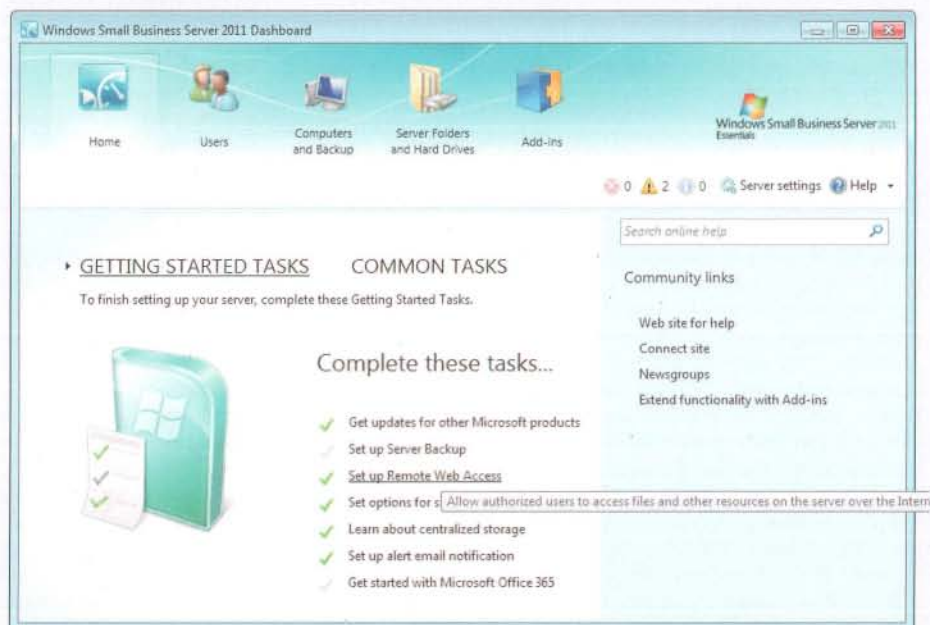 Windows Small Business Server 2011 Dashboard
Home
Users
Computers
and Backup
Server Folders
and Hard Drives
Add-ins
Windows Small Business Server 2011
Essentials
0 2 0 Server settings Help
Search online help
GETTING STARTED TASKS COMMON TASKS
To finish setting up your server, complete these Getting Started Tasks.
Community links
Web site for help
Connect site
Newsgroups
Extend functionality with Add-ins
Complete these tasks...
Get updates for other Microsoft products
Set up Server Backup
Set up Remote Web Access
Set options for s
Allow authorized users to access files and other resources on the server over the Intern
Learn about centralized storage
Set up alert email notification
Get started with Microsoft Office 365